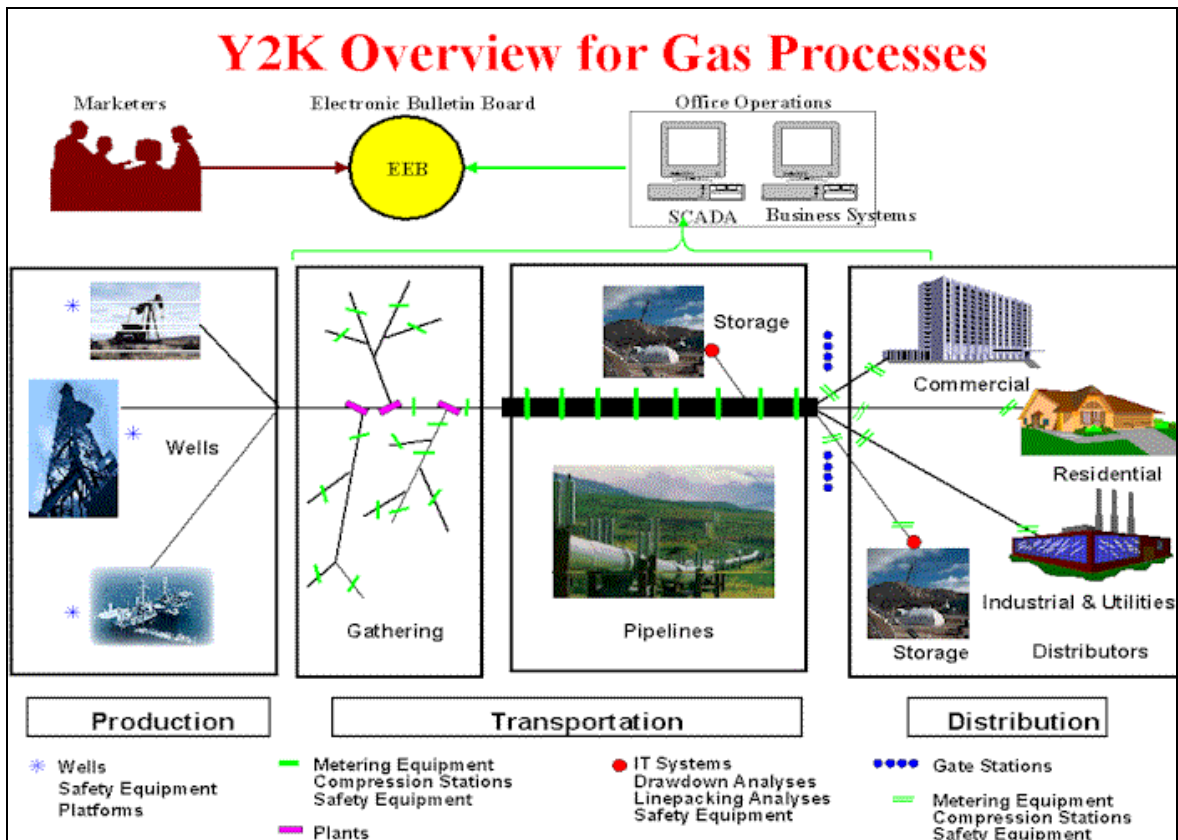 Y2K Overview for Gas Processes
Marketers
Electronic Bulletin Board
Office Operations
EEB
SCADA
Business Systems
Storage
Commercial
Wells
Residential
Gathering
Pipelines
Industrial & Utilities
Storage
Distributors
Production
Transportation
Distribution
Wells
Safety Equipment
Platforms
Metering Equipment
Compression Stations
Safety Equipment
Plants
IT Systems
Drawdown Analyses
Linepacking Analyses
Safety Equipment
Gate Stations
Metering Equipment
Compression Stations
Safety Equipment